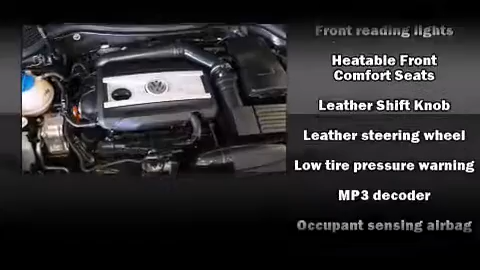 Front reading lights
Heatable Front
Comfort Seats
Leather Shift Knob
Leather steering wheel
Low tire pressure warning
MP3 decoder
Occupant sensing airbag